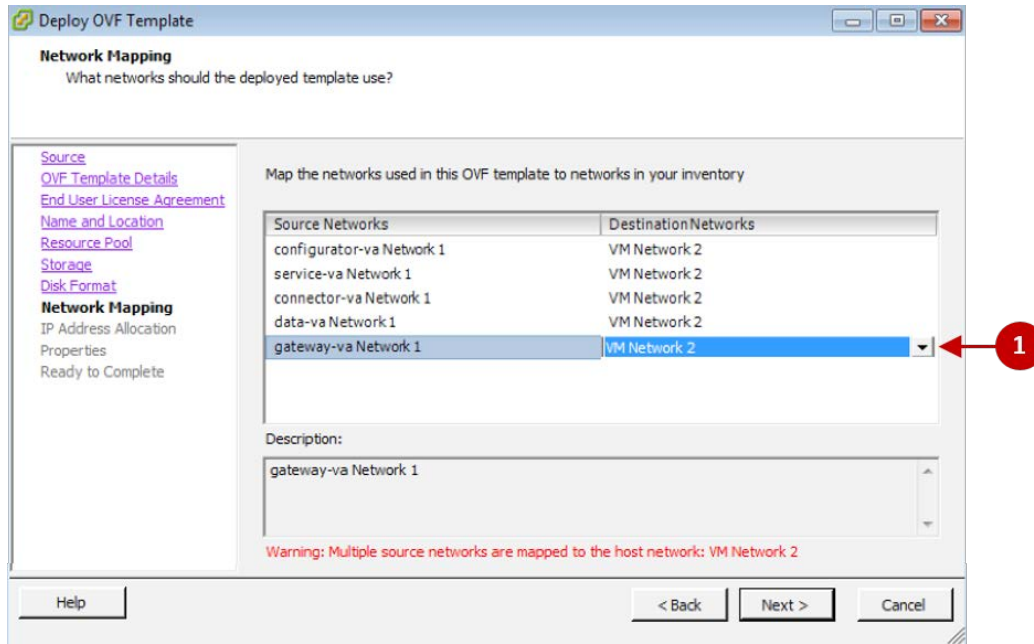 Deploy OVF Template
Network Mapping
What networks should the deployed template use?
Source
OVF Template Details
End User License Agreement
Name and Location
Resource Pool
Storage
Disk Format
Network Mapping
IP Address Allocation
Properties
Ready to Complete
Map the networks used in this OVF template to networks in your inventory
Source Networks DestinationNetworks
configurator-va Network 1 VM Network 2
service-va Network 1 VM Network 2
connector-va Network 1 VM Network 2
data-va Network 1 VM Network 2
gateway-va Network 1 VM Network 2
1
Description:
gateway-va Network 1
Warning: Multiple source networks are mapped to the host network: VM Network 2
Help < Back Next > Cancel